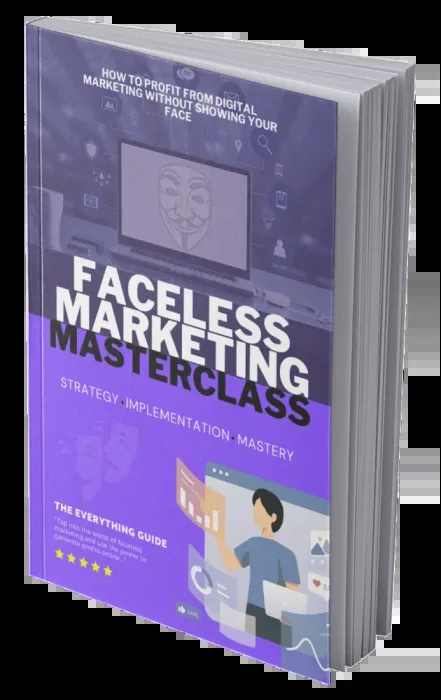 HOW TO PROFIT FROM DIGITAL
MARKETING WITHOUT SHOWING YOUR
FACE
FACELESS
MARKETING
MASTERCLASS
STRATEGY • IMPLEMENTATION • MASTERY
THE EVERYTHING GUIDE
"Tap into the world of faceless
marketing and use the power to
generate profits online..."